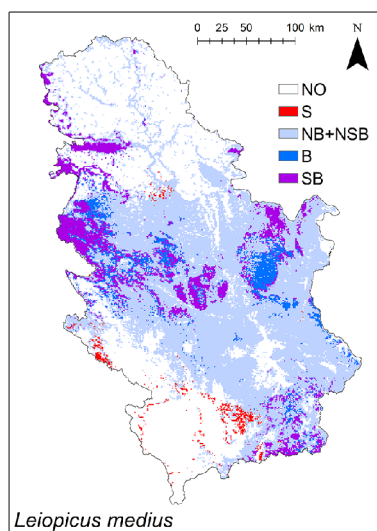 0 25 50 100 km
N
NO
S
NB+NSB
B
SB
Leiopicus medius